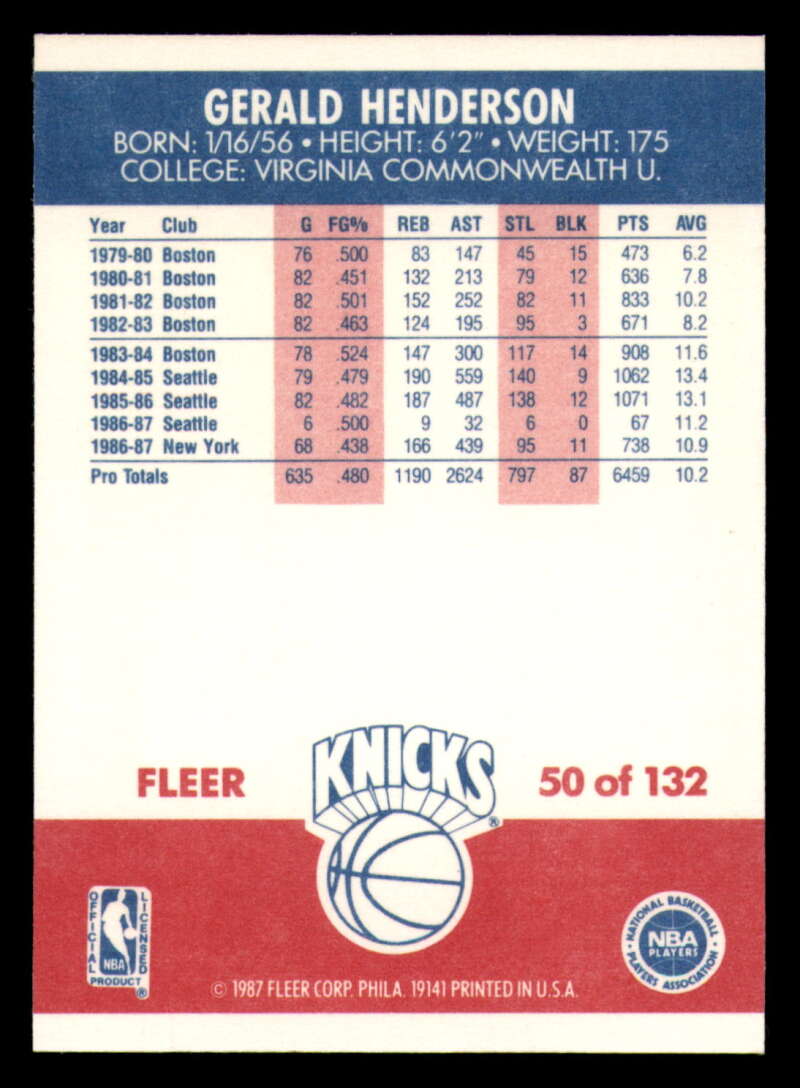 GERALD HENDERSON
BORN: 1/16/56 • HEIGHT: 6'2" • WEIGHT: 175
COLLEGE: VIRGINIA COMMONWEALTH U.
Year Club G FG% REB AST STL BLK PTS AVG
1979-80 Boston 76 .500 83 147 45 15 473 6.2
1980-81 Boston 82 .451 132 213 79 12 636 7.8
1981-82 Boston 82 .501 152 252 82 11 833 10.2
1982-83 Boston 82 .463 124 195 95 3 671 8.2
1983-84 Boston 78 .524 147 300 117 14 908 11.6
1984-85 Seattle 79 .479 190 559 140 9 1062 13.4
1985-86 Seattle 82 .482 187 487 138 12 1071 13.1
1986-87 Seattle 6 .500 9 32 6 0 67 11.2
1986-87 New York 68 .438 166 439 95 11 738 10.9
Pro Totals 635 .480 1190 2624 797 87 6459 10.2
KNICKS ®
FLEER
50 of 132
OFFICIAL LICENSED
NBA
PRODUCT ®
NATIONAL BASKETBALL
NBA
PLAYERS
PLAYERS ASSOCIATION
© 1987 FLEER CORP. PHILA. 19141 PRINTED IN U.S.A.